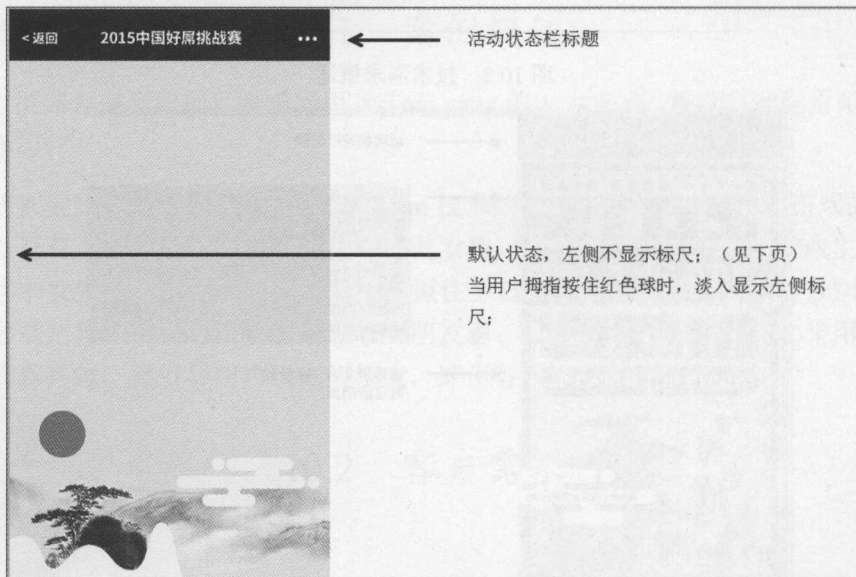 <返回 2015中国好屌挑战赛 •••
活动状态栏标题
默认状态，左侧不显示标尺；（见下页）
当用户拇指按住红色球时，淡入显示左侧标
尺；